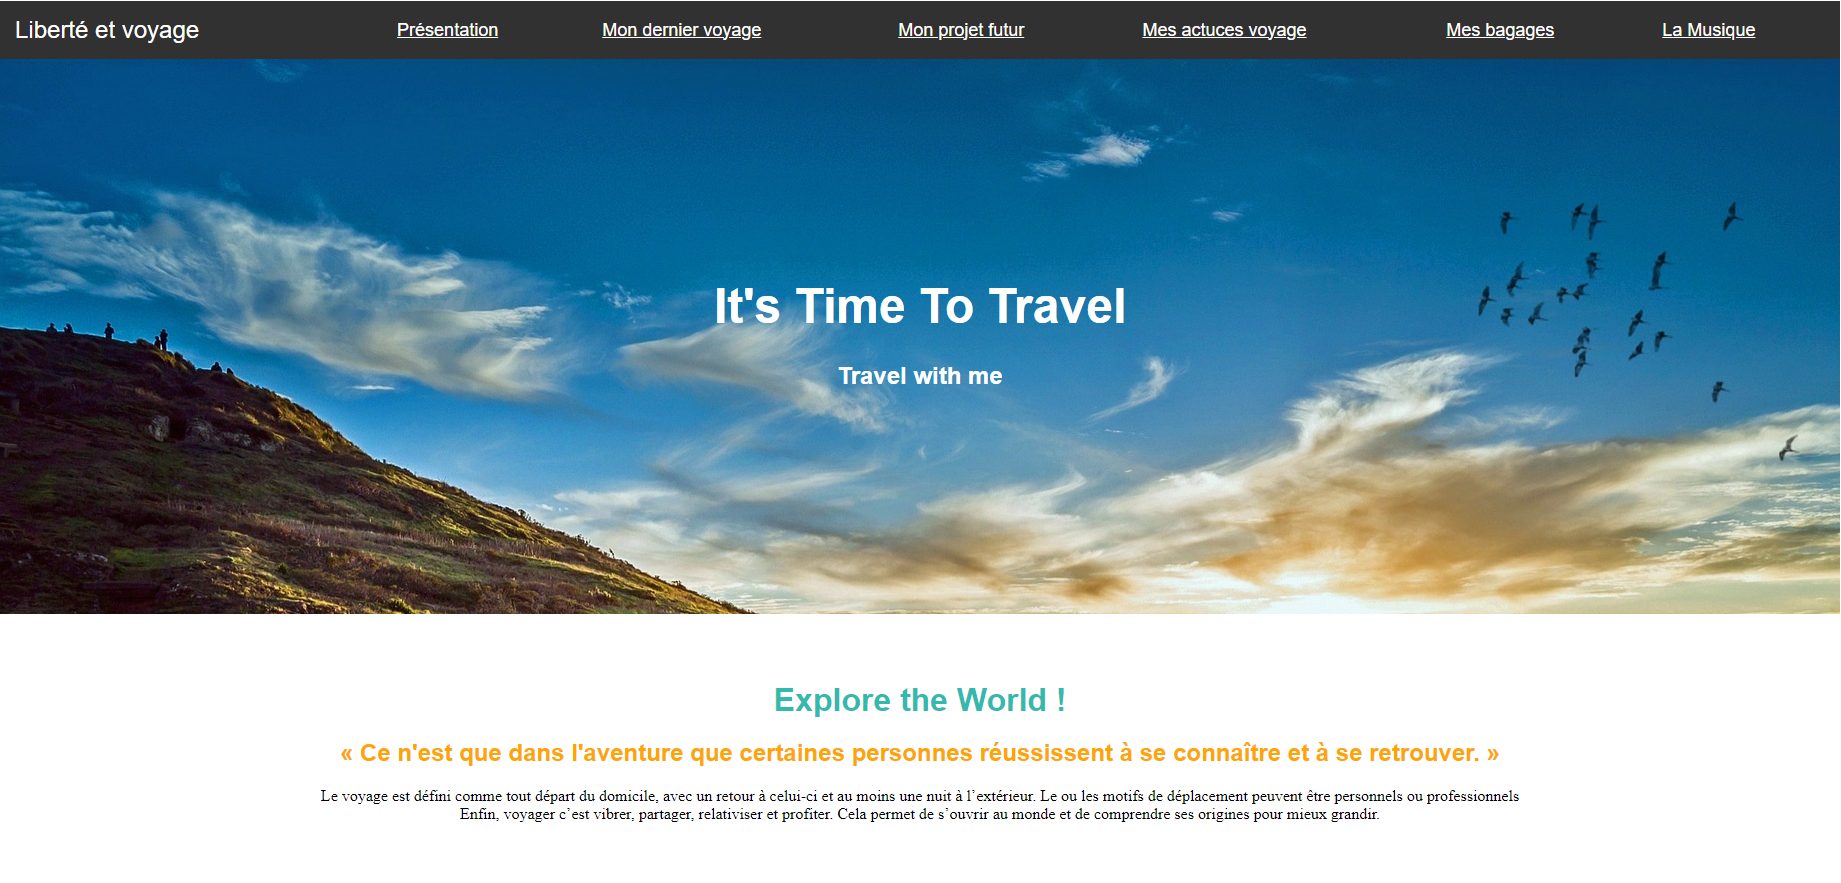 Liberté et voyage Présentation Mon dernier voyage Mon projet futur Mes actuces voyage Mes bagages La Musique
It's Time To Travel
Travel with me
Explore the World !
« Ce n'est que dans l'aventure que certaines personnes réussissent à se connaître et à se retrouver. »
Le voyage est défini comme tout départ du domicile, avec un retour à celui-ci et au moins une nuit à l’extérieur. Le ou les motifs de déplacement peuvent être personnels ou professionnels
Enfin, voyager c’est vibrer, partager, relativiser et profiter. Cela permet de s’ouvrir au monde et de comprendre ses origines pour mieux grandir.